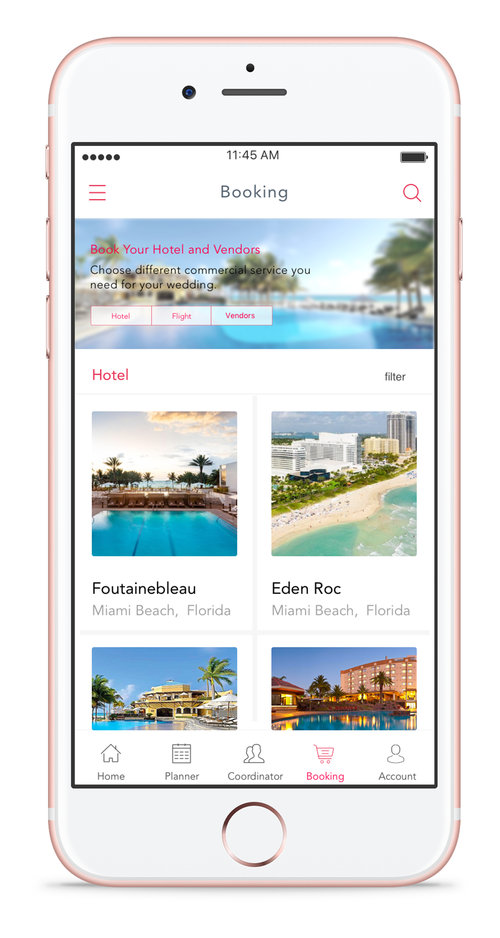 11:45 AM
Booking
Book Your Hotel and Vendors
Choose different commercial service you
need for your wedding.
Hotel Flight Vendors
Hotel filter
Foutainebleau Eden Roc
Miami Beach, Florida Miami Beach, Florida
Home Planner Coordinator Booking Account